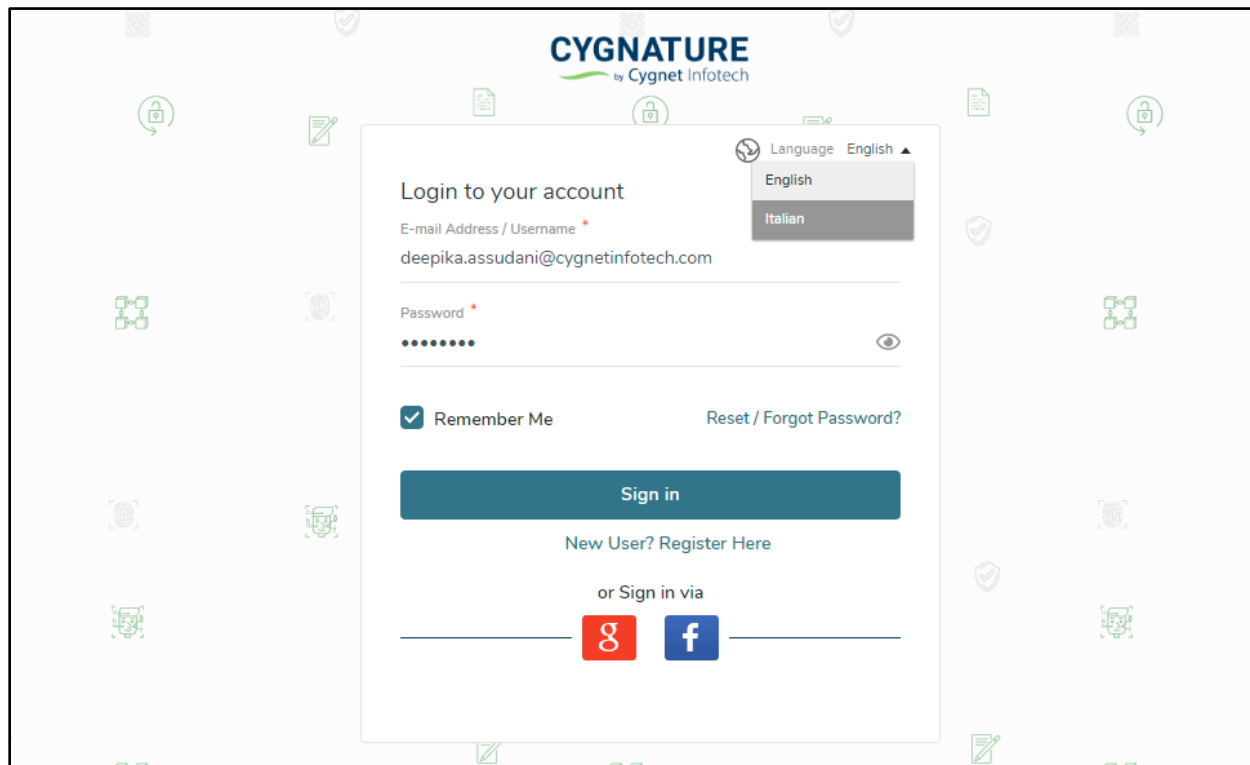 CYGNATURE
by Cygnet Infotech
Language English
English
Italian
Login to your account
E-mail Address / Username *
deepika.assudani@cygnetinfotech.com
Password *
••••••••
Remember Me
Reset / Forgot Password?
Sign in
New User? Register Here
or Sign in via
g f